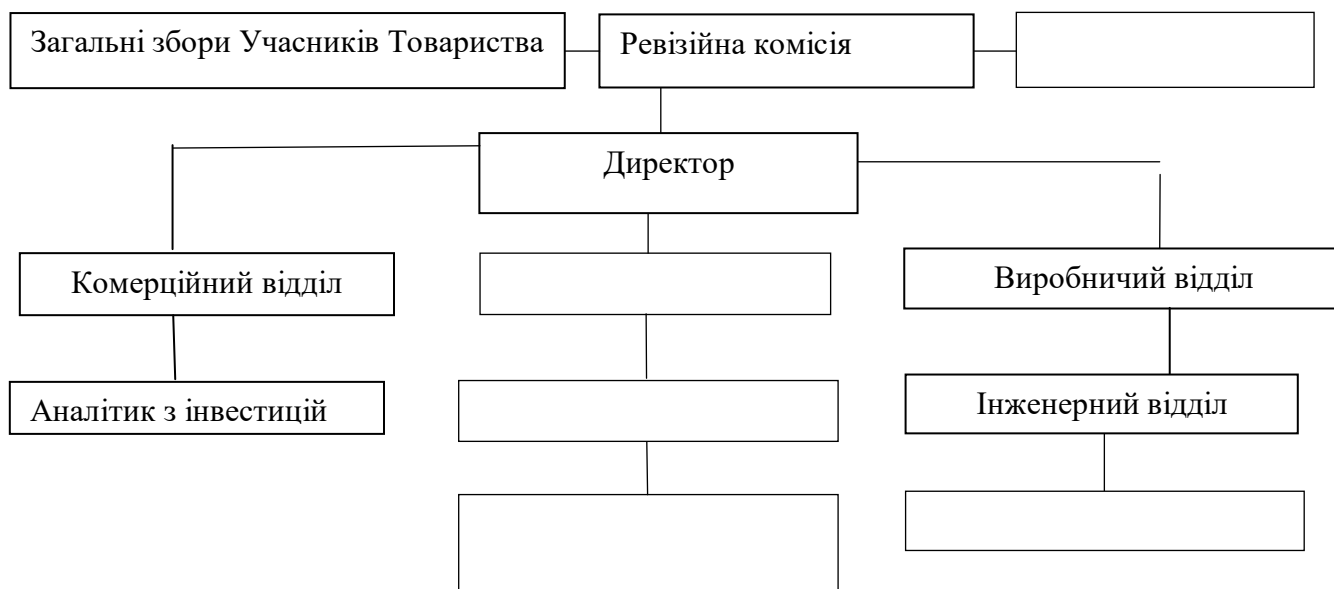 Загальні збори Учасників Товариства
Ревізійна комісія
Директор
Комерційний відділ
Виробничий відділ
Аналітик з інвестицій
Інженерний відділ